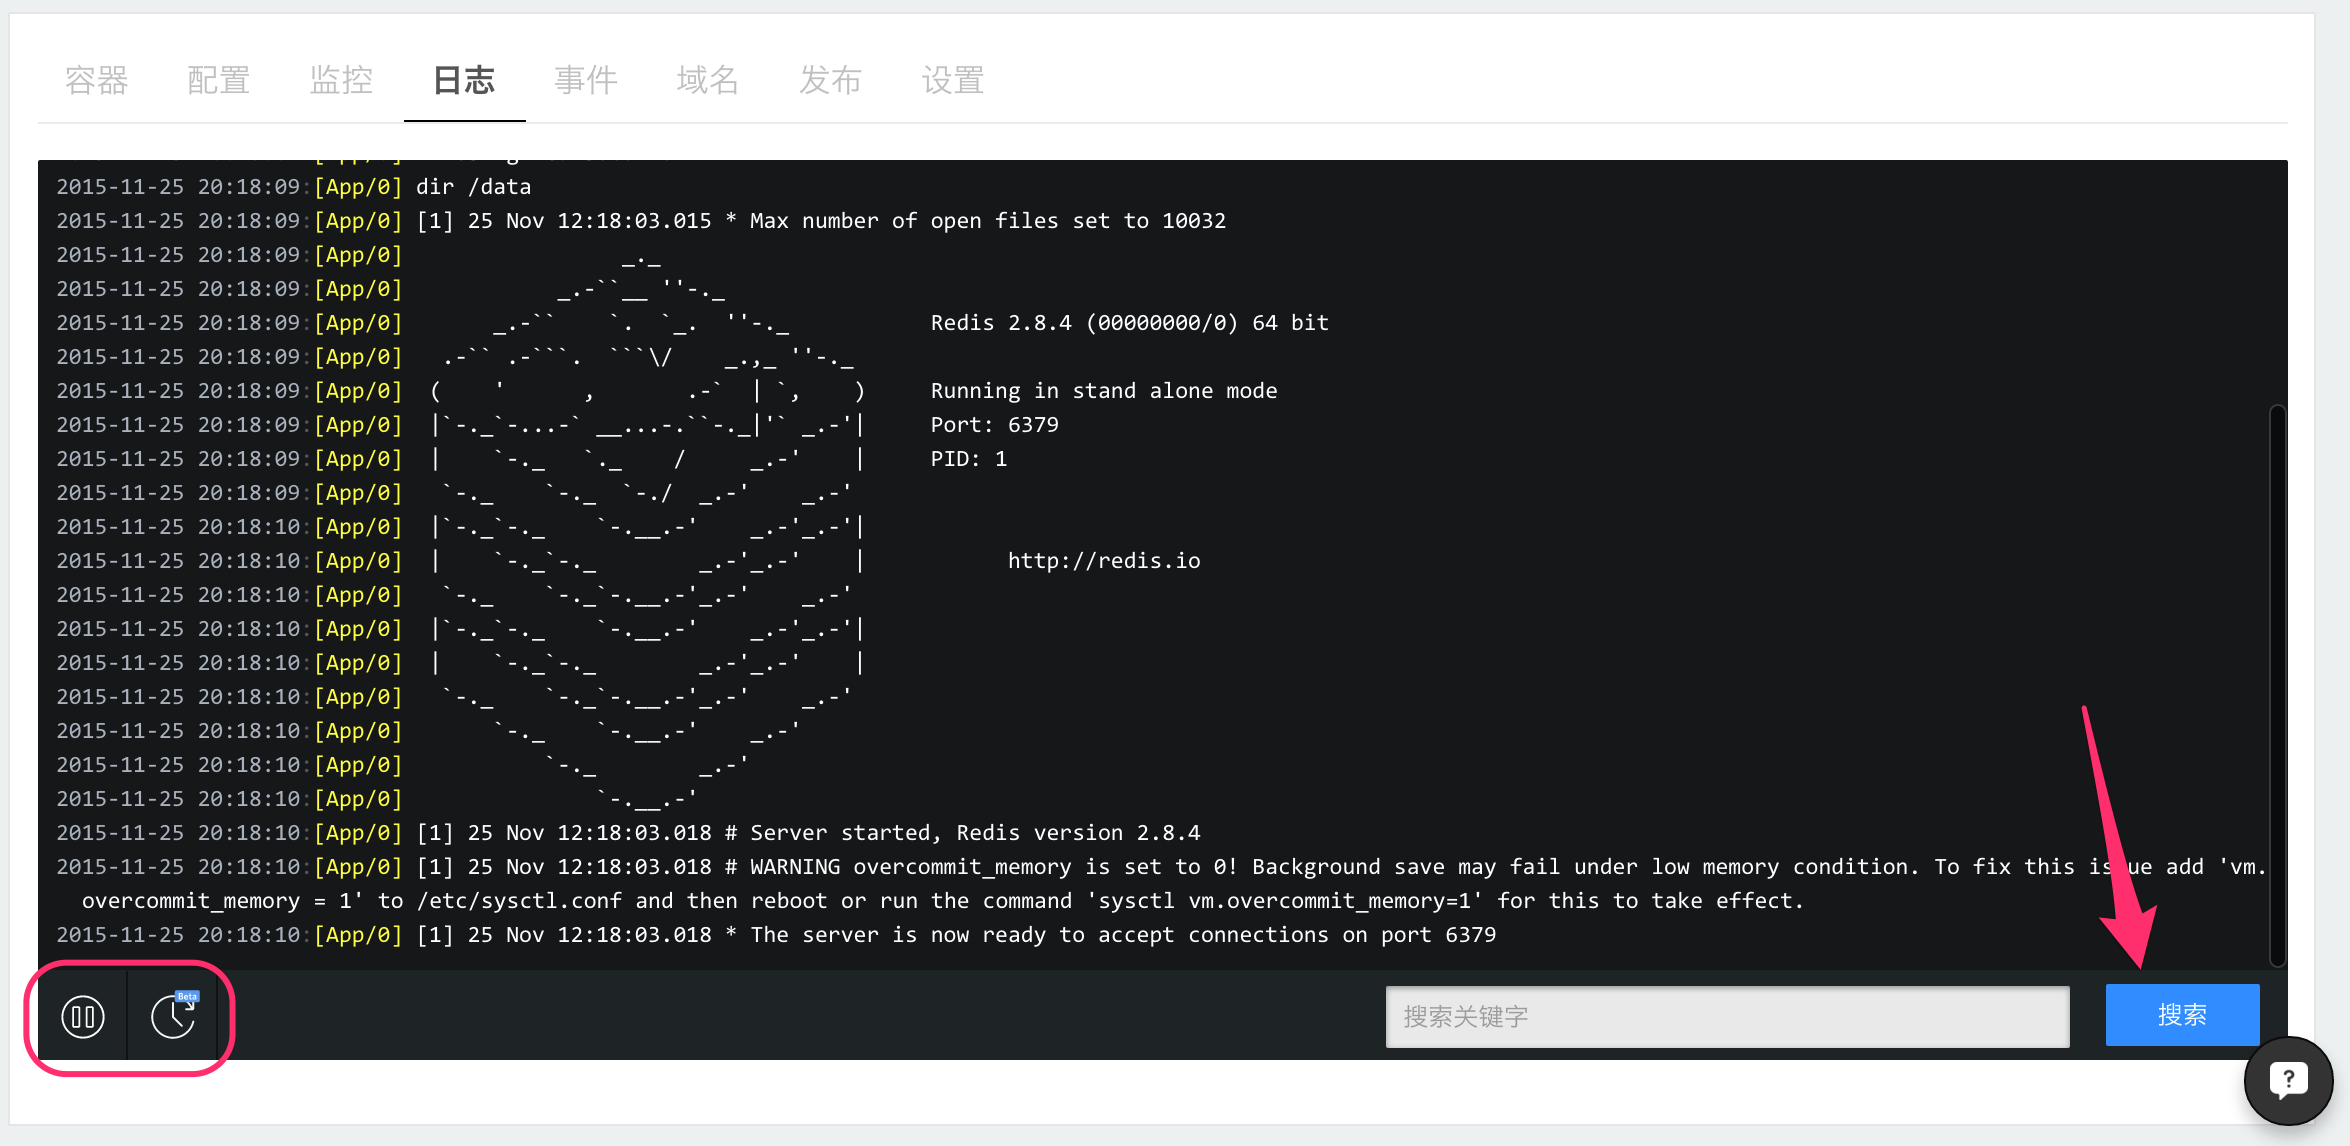 容器 配置 监控 日志 事件 域名 发布 设置
2015-11-25 20:18:09:[App/0] dir /data
2015-11-25 20:18:09:[App/0] [1] 25 Nov 12:18:03.015 * Max number of open files set to 10032
2015-11-25 20:18:09:[App/0]                 _._
2015-11-25 20:18:09:[App/0]            _.-``__ ''-._
2015-11-25 20:18:09:[App/0]       _.-``    `.  `_.  ''-._           Redis 2.8.4 (00000000/0) 64 bit
2015-11-25 20:18:09:[App/0]   .-`` .-```.  ```\/    _.,_ ''-._
2015-11-25 20:18:09:[App/0]  (    '      ,       .-`  | `,    )     Running in stand alone mode
2015-11-25 20:18:09:[App/0]  |`-._`-...-` __...-.``-._|'` _.-'|     Port: 6379
2015-11-25 20:18:09:[App/0]  |    `-._   `._    /     _.-'    |     PID: 1
2015-11-25 20:18:09:[App/0]   `-._    `-._  `-./  _.-'    _.-'
2015-11-25 20:18:10:[App/0]  |`-._`-._    `-.__.-'    _.-'_.-'|
2015-11-25 20:18:10:[App/0]  |    `-._`-._        _.-'_.-'    |           http://redis.io
2015-11-25 20:18:10:[App/0]   `-._    `-._`-.__.-'_.-'    _.-'
2015-11-25 20:18:10:[App/0]  |`-._`-._    `-.__.-'    _.-'_.-'|
2015-11-25 20:18:10:[App/0]  |    `-._`-._        _.-'_.-'    |
2015-11-25 20:18:10:[App/0]   `-._    `-._`-.__.-'_.-'    _.-'
2015-11-25 20:18:10:[App/0]       `-._    `-.__.-'    _.-'
2015-11-25 20:18:10:[App/0]           `-._        _.-'
2015-11-25 20:18:10:[App/0]               `-.__.-'
2015-11-25 20:18:10:[App/0] [1] 25 Nov 12:18:03.018 # Server started, Redis version 2.8.4
2015-11-25 20:18:10:[App/0] [1] 25 Nov 12:18:03.018 # WARNING overcommit_memory is set to 0! Background save may fail under low memory condition. To fix this issue add 'vm.
overcommit_memory = 1' to /etc/sysctl.conf and then reboot or run the command 'sysctl vm.overcommit_memory=1' for this to take effect.
2015-11-25 20:18:10:[App/0] [1] 25 Nov 12:18:03.018 * The server is now ready to accept connections on port 6379
Beta
搜索关键字 搜索
?